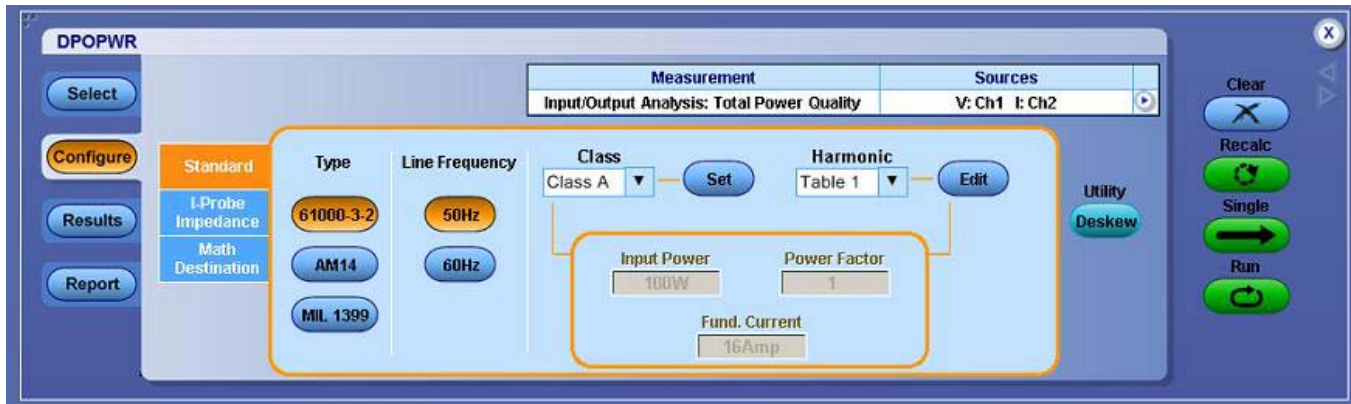 DPOPWR
Select
Configure
Results
Report
Measurement Sources
Input/Output Analysis: Total Power Quality V: Ch1 I: Ch2
Standard
I-Probe
Impedance
Math
Destination
Type
61000-3-2
AM14
MIL 1399
Line Frequency
50Hz
60Hz
Class
Class A
Set
Harmonic
Table 1
Edit
Input Power
100W
Power Factor
1
Fund. Current
16Amp
Utility
Deskew
X
Clear
Recalc
Single
Run